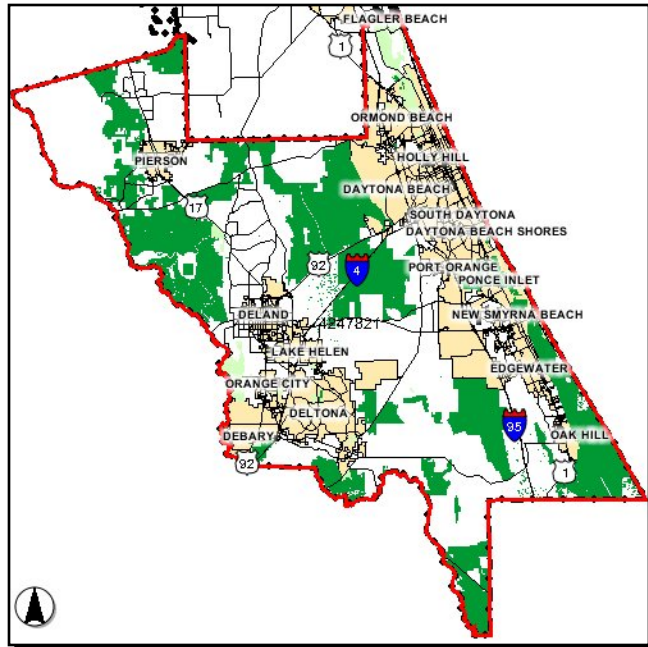 FLAGLER BEACH
1
ORMOND BEACH
HOLLY HILL
PIERSON
DAYTONA BEACH
17
SOUTH DAYTONA
DAYTONA BEACH SHORES
92
4
PORT ORANGE
PONCE INLET
DELAND
4247821
NEW SMYRNA BEACH
LAKE HELEN
EDGEWATER
ORANGE CITY
DELTONA
95
DEBARY
OAK HILL
92
1